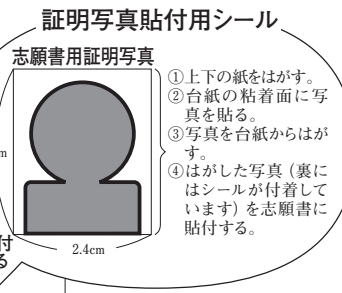 証明写真貼付用シール
志願書用証明写真
①上下の紙をはがす。
②台紙の粘着面に写
真を貼る。
③写真を台紙からはが
す。
④はがした写真（裏に
はシールが付着して
います）を志願書に
貼付する。
m
2.4cm
付
る